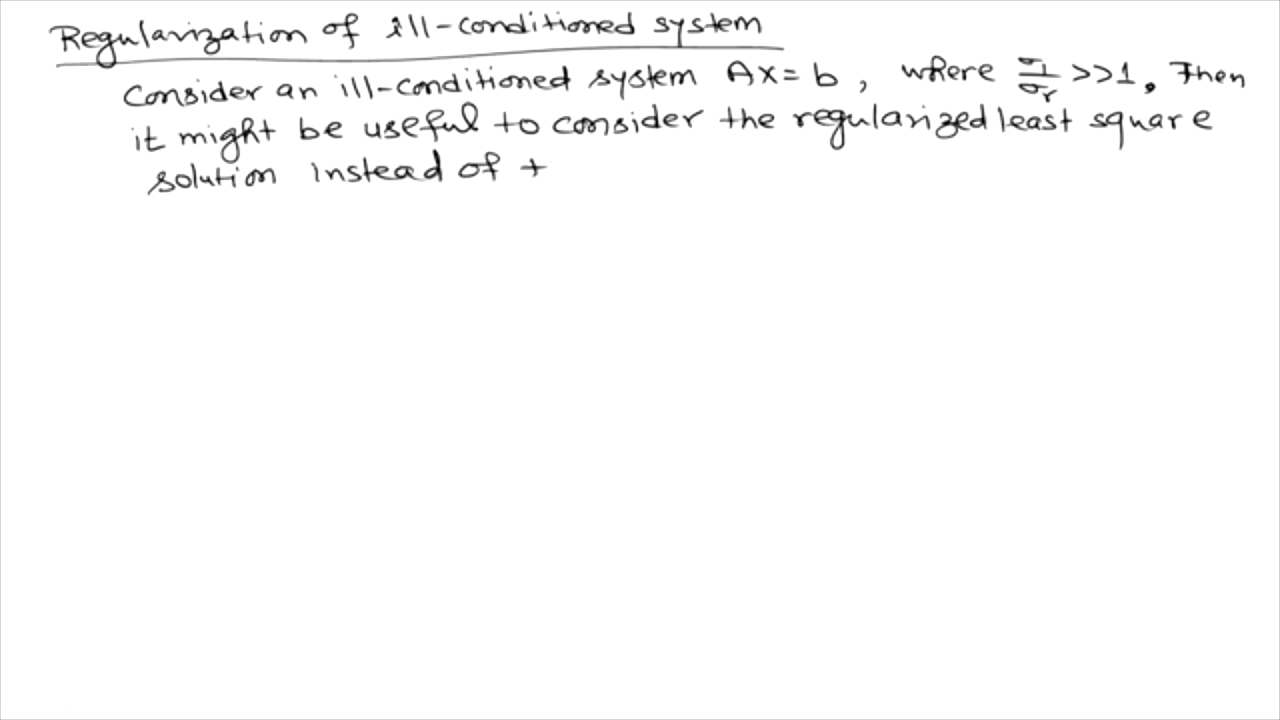 Regularization of ill-conditioned system
Consider an ill-conditioned system Ax = b, where σ₁/σᵣ >>1. Then
it might be useful to consider the regularized least square
solution instead of t